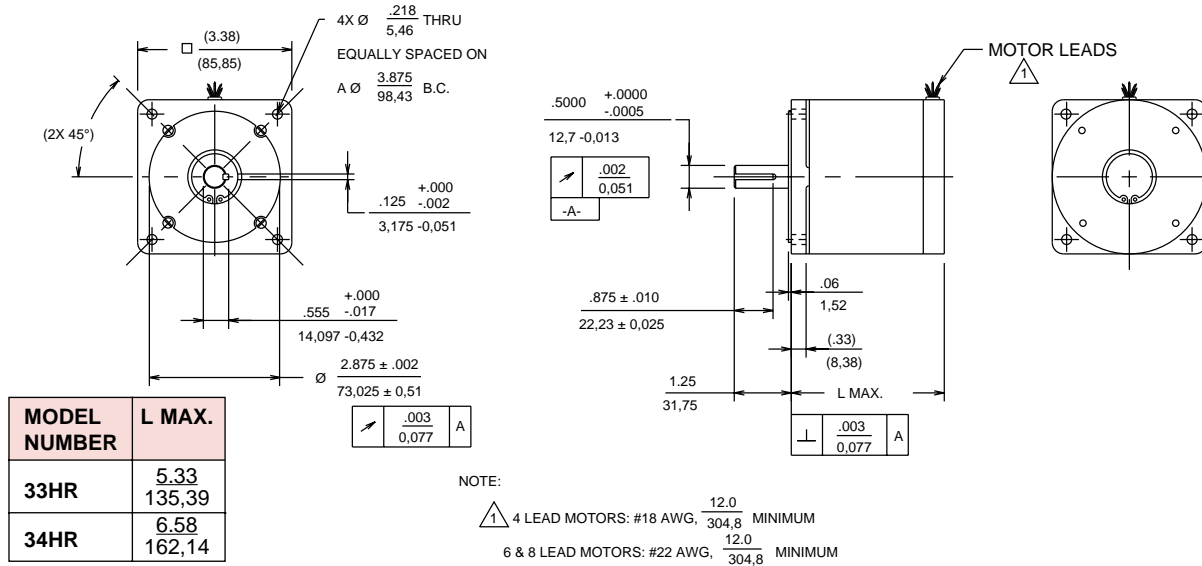 4X Ø .218 THRU
5,46
EQUALLY SPACED ON
A Ø 3.875 B.C.
98,43
(3.38)
(85,85)
(2X 45°)
.125 +.000
-.002
3,175 -0,051
.555 +.000
-.017
14,097 -0,432
Ø 2.875 ± .002
73,025 ± 0,51
.003
0,077
A
MOTOR LEADS
1
.5000 +.0000
-.0005
12,7 -0,013
.002
0,051
-A-
.875 ± .010
22,23 ± 0,025
.06
1,52
(.33)
(8,38)
1.25
31,75
L MAX.
.003
0,077
A
MODEL NUMBER
L MAX.
33HR
5.33
135,39
34HR
6.58
162,14
NOTE:
1 4 LEAD MOTORS: #18 AWG, 12.0 MINIMUM
304,8
6 & 8 LEAD MOTORS: #22 AWG, 12.0 MINIMUM
304,8